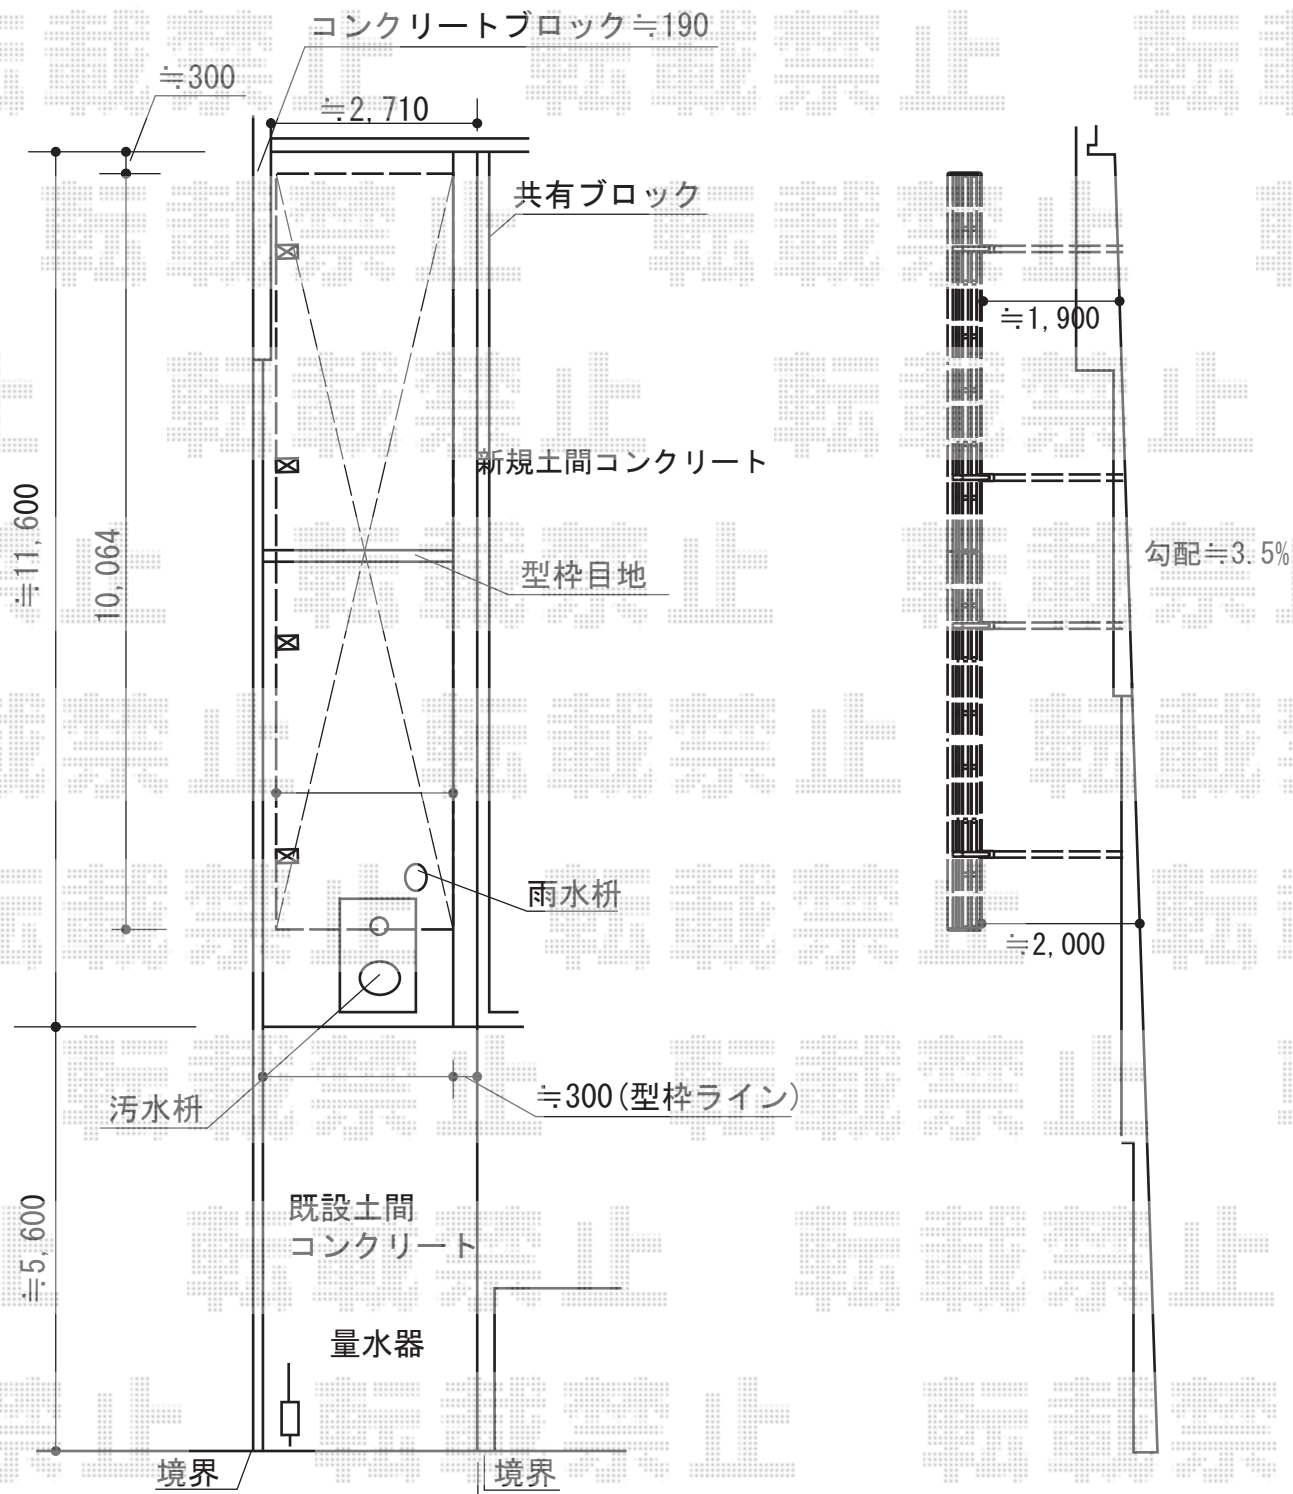 コンクリートブロック≒190
≒300
≒2,710
共有ブロック
≒1,900
新規土間コンクリート
≒11,600
10,064
型枠目地
勾配≒3.5%
雨水枡
≒2,000
汚水枡
≒300(型枠ライン)
既設土間
コンクリート
≒5,600
量水器
境界
境界
転載禁止